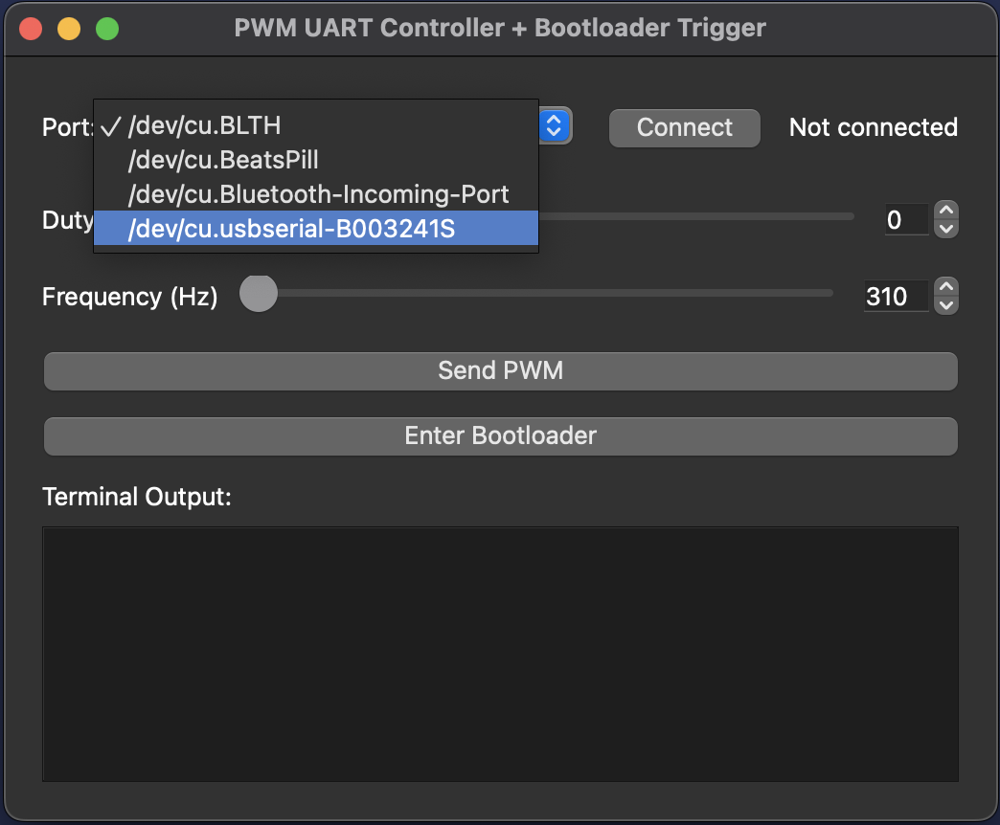 PWM UART Controller + Bootloader Trigger
Port: ✓ /dev/cu.BLTH
/dev/cu.BeatsPill
/dev/cu.Bluetooth-Incoming-Port
/dev/cu.usbserial-B003241S
Connect Not connected
Duty 0
Frequency (Hz) 310
Send PWM
Enter Bootloader
Terminal Output: